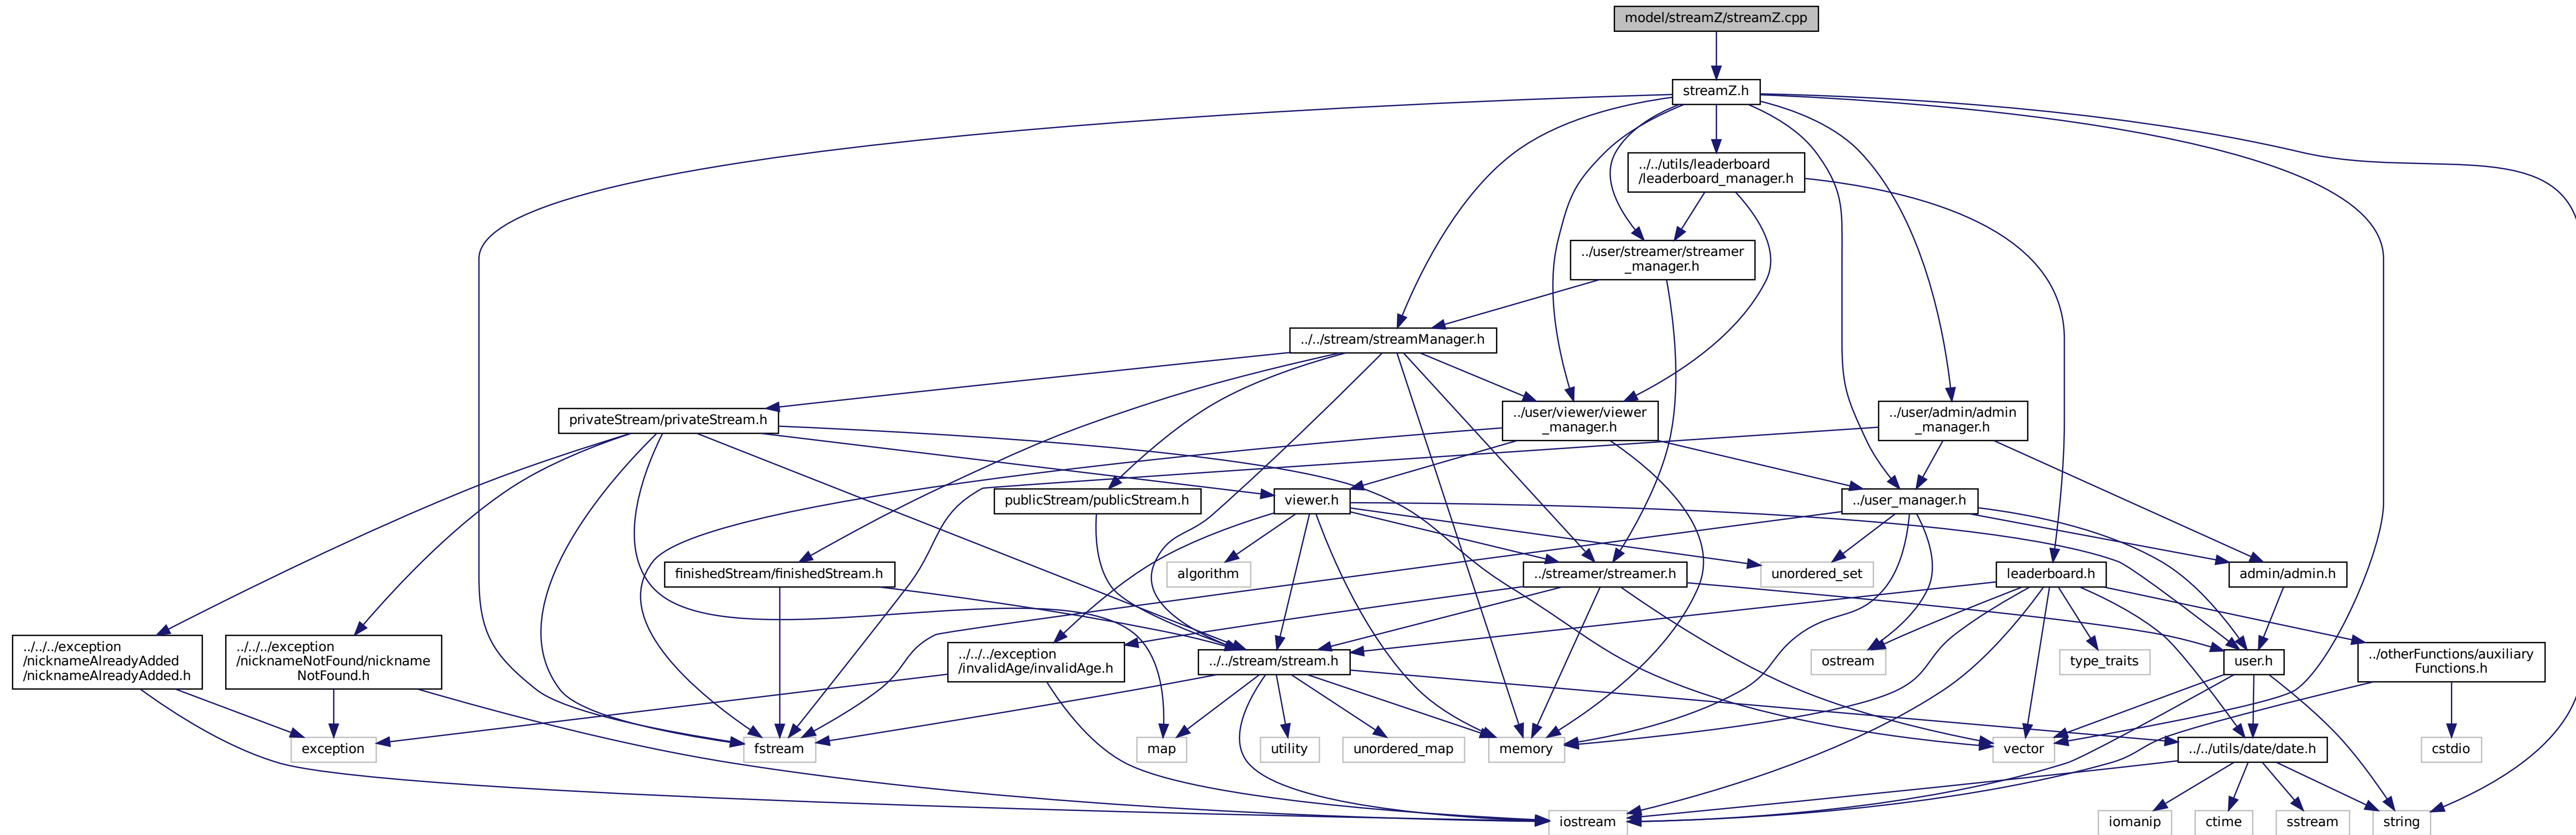 model/streamZ/streamZ.cpp
streamZ.h
../../utils/leaderboard
/leaderboard_manager.h
../user/streamer/streamer
_manager.h
../../stream/streamManager.h
privateStream/privateStream.h
../user/viewer/viewer
_manager.h
../user/admin/admin
_manager.h
publicStream/publicStream.h
viewer.h
../user_manager.h
finishedStream/finishedStream.h
algorithm
../streamer/streamer.h
unordered_set
leaderboard.h
admin/admin.h
../../../exception
/nicknameAlreadyAdded
/nicknameAlreadyAdded.h
../../../exception
/nicknameNotFound/nickname
NotFound.h
../../../exception
/invalidAge/invalidAge.h
../../stream/stream.h
ostream
type_traits
user.h
../otherFunctions/auxiliary
Functions.h
exception
fstream
map
utility
unordered_map
memory
vector
../../utils/date/date.h
cstdio
iostream
iomanip
ctime
sstream
string